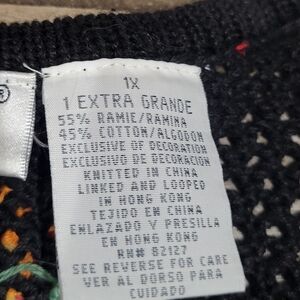 ®
1X
1 EXTRA GRANDE
55% RAMIE/RAMINA
45% COTTON/ALGODON
EXCLUSIVE OF DECORATION
EXCLUSIVO DE DECORACION
KNITTED IN CHINA
LINKED AND LOOPED
IN HONG KONG
TEJIDO EN CHINA
ENLAZADO Y PRESILLA
EN HONG KONG
RN# 82127
SEE REVERSE FOR CARE
VER AL DORSO PARA
CUIDADO